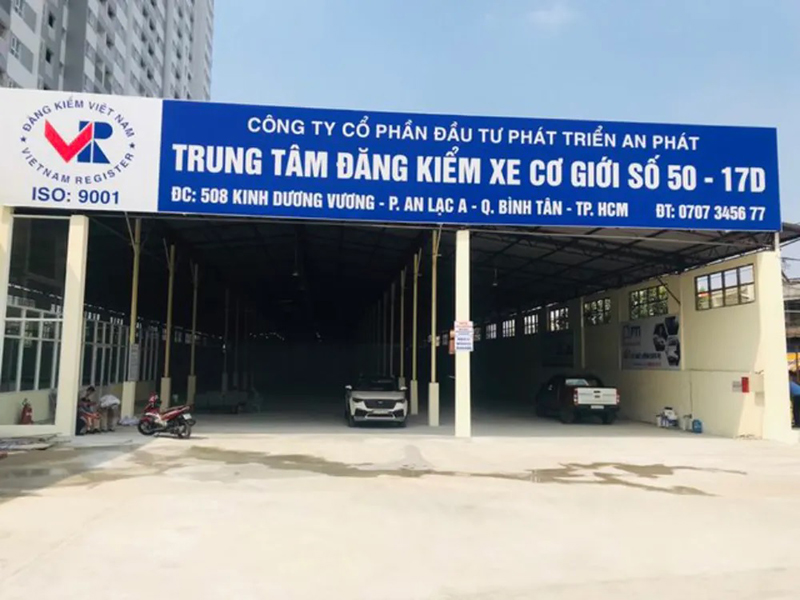 ĐĂNG KIỂM VIỆT NAM
VR
VIETNAM REGISTER
ISO: 9001
CÔNG TY CỔ PHẦN ĐẦU TƯ PHÁT TRIỂN AN PHÁT
TRUNG TÂM ĐĂNG KIỂM XE CƠ GIỚI SỐ 50 - 17D
ĐC: 508 KINH DƯƠNG VƯƠNG - P. AN LẠC A - Q. BÌNH TÂN - TP. HCM ĐT: 0707 3456 77